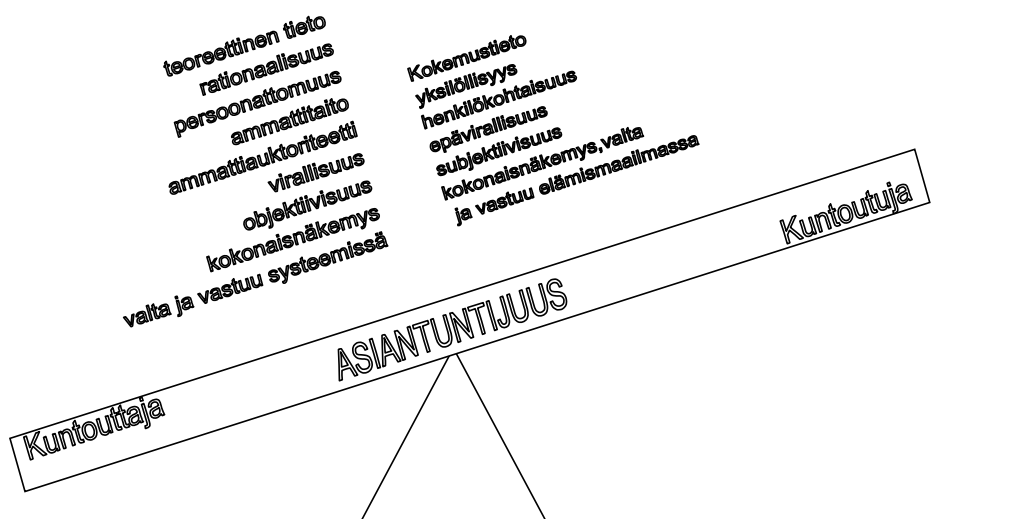 teoreettinen tieto
rationaalisuus
persoonattomuus
ammattitaito
ammattiauktoriteetti
virallisuus
objektiivisuus
kokonaisnäkemys
valta ja vastuu systeemissä
Kokemustieto
yksilöllisyys
henkilökohtaisuus
epävirallisuus
subjektiivisuus
kokonaisnäkemys,valta
ja vastuu elämismaailmassa
Kuntoutuja
ASIANTUNTIJUUS
Kuntouttaja